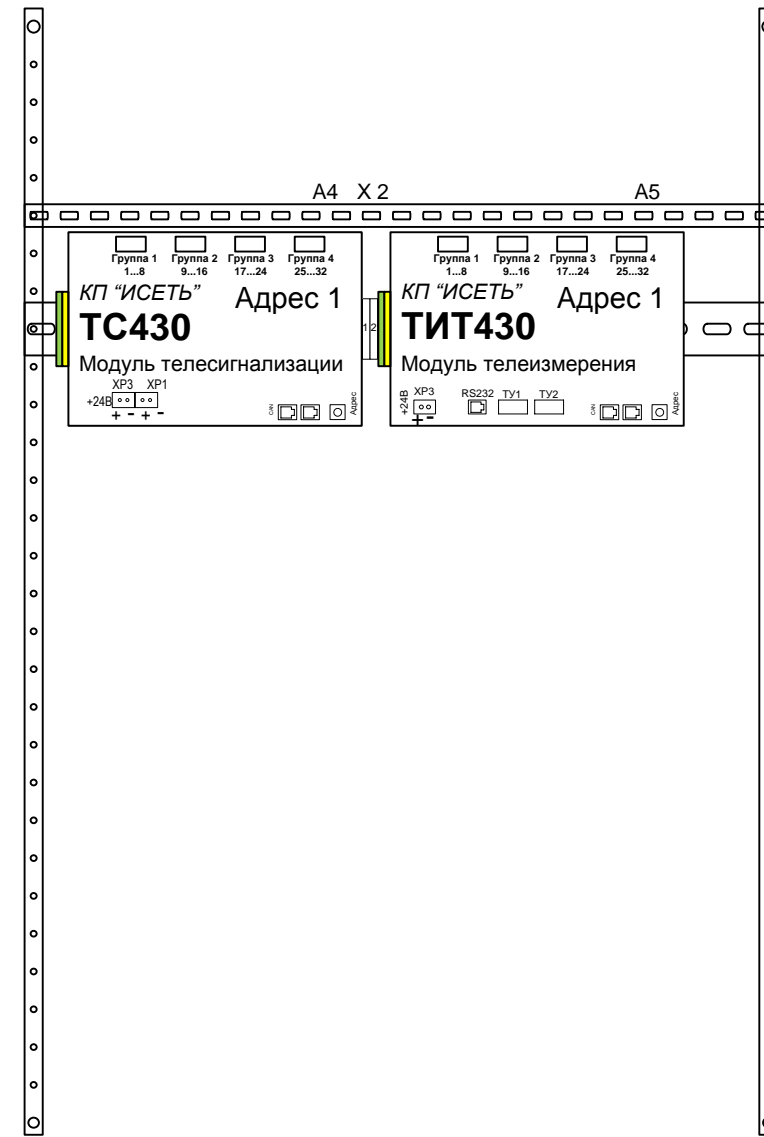 A4 X 2 A5
Группа 1 Группа 2 Группа 3 Группа 4
1...8 9...16 17...24 25...32
КП “ИСЕТЬ” Адрес 1
ТС430
Модуль телесигнализации
XP3 XP1
+24В
+ - + -
CAN
Адрес
1 2
Группа 1 Группа 2 Группа 3 Группа 4
1...8 9...16 17...24 25...32
КП “ИСЕТЬ” Адрес 1
ТИТ430
Модуль телеизмерения
+24В XP3 RS232 ТУ1 ТУ2
+ -
CAN
Адрес